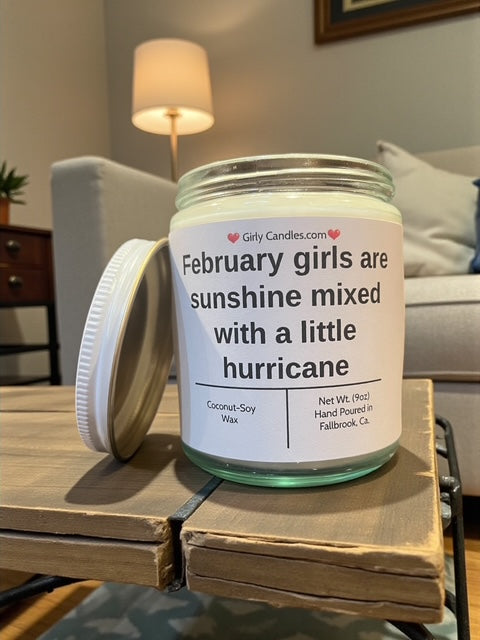 Girly Candles.com
February girls are
sunshine mixed
with a little
hurricane
Coconut-Soy
Wax
Net Wt. (9oz)
Hand Poured in
Fallbrook, Ca.